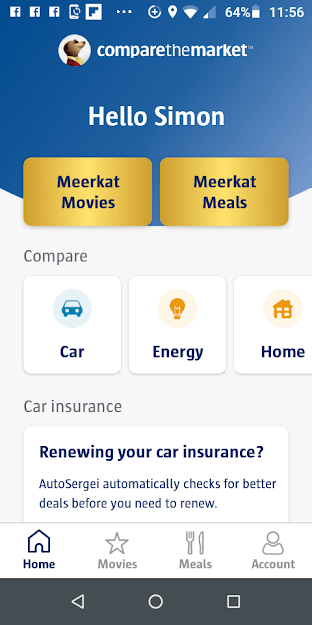 64% 11:56
comparethemarket™
Hello Simon
Meerkat Movies
Meerkat Meals
Compare
Car
Energy
Home
Car insurance
Renewing your car insurance?
AutoSergei automatically checks for better
deals before you need to renew.
Home
Movies
Meals
Account